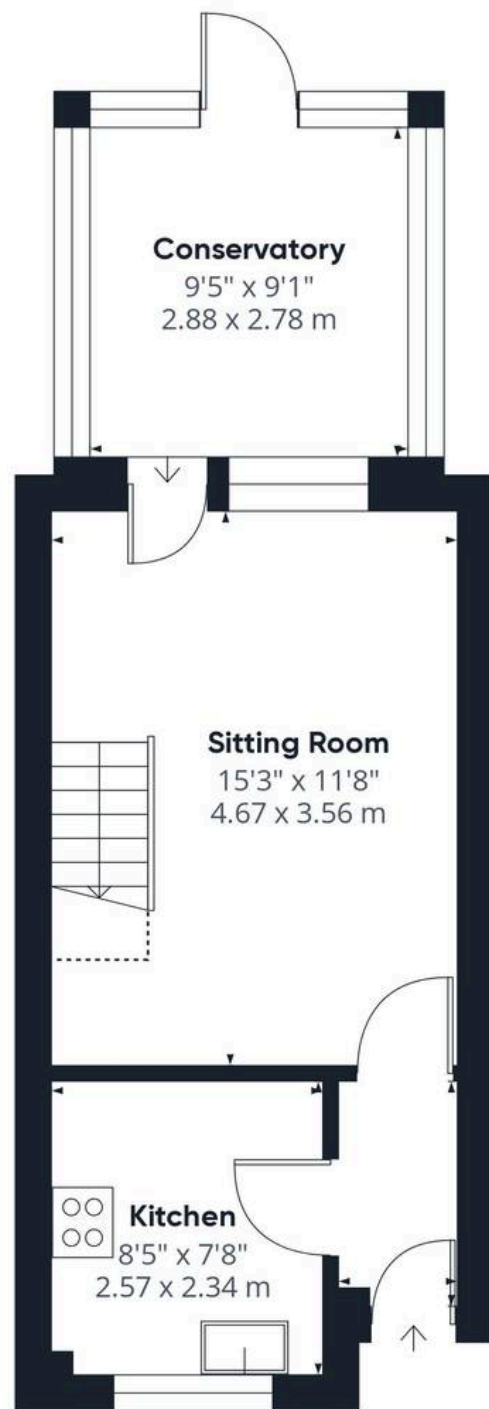 Conservatory
9'5" x 9'1"
2.88 x 2.78 m
Sitting Room
15'3" x 11'8"
4.67 x 3.56 m
Kitchen
8'5" x 7'8"
2.57 x 2.34 m